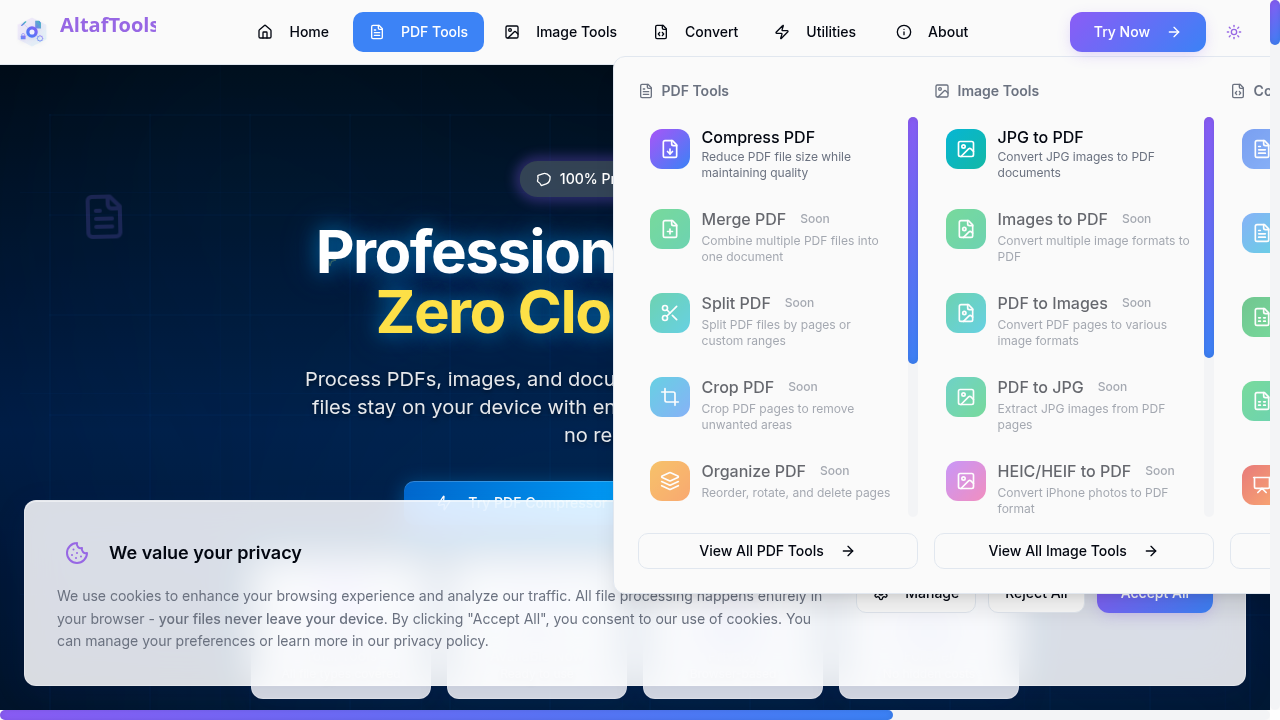 AltafTools
Home
PDF Tools
Image Tools
Convert
Utilities
About
Try Now
PDF Tools
Compress PDF
Reduce PDF file size while
maintaining quality
Merge PDF Soon
Combine multiple PDF files into
one document
Split PDF Soon
Split PDF files by pages or
custom ranges
Crop PDF Soon
Crop PDF pages to remove
unwanted areas
Organize PDF Soon
Reorder, rotate, and delete pages
View All PDF Tools
Image Tools
JPG to PDF
Convert JPG images to PDF
documents
Images to PDF Soon
Convert multiple image formats to
PDF
PDF to Images Soon
Convert PDF pages to various
image formats
PDF to JPG Soon
Extract JPG images from PDF
pages
HEIC/HEIF to PDF Soon
Convert iPhone photos to PDF
format
View All Image Tools
Co
100% Pr
Profession
Zero Clo
Process PDFs, images, and docu
files stay on your device with en
no re
Try PDF Compressor
We value your privacy
We use cookies to enhance your browsing experience and analyze our traffic. All file processing happens entirely in
your browser - your files never leave your device. By clicking "Accept All", you consent to our use of cookies. You
can manage your preferences or learn more in our privacy policy.
Manage
Reject All
Accept All